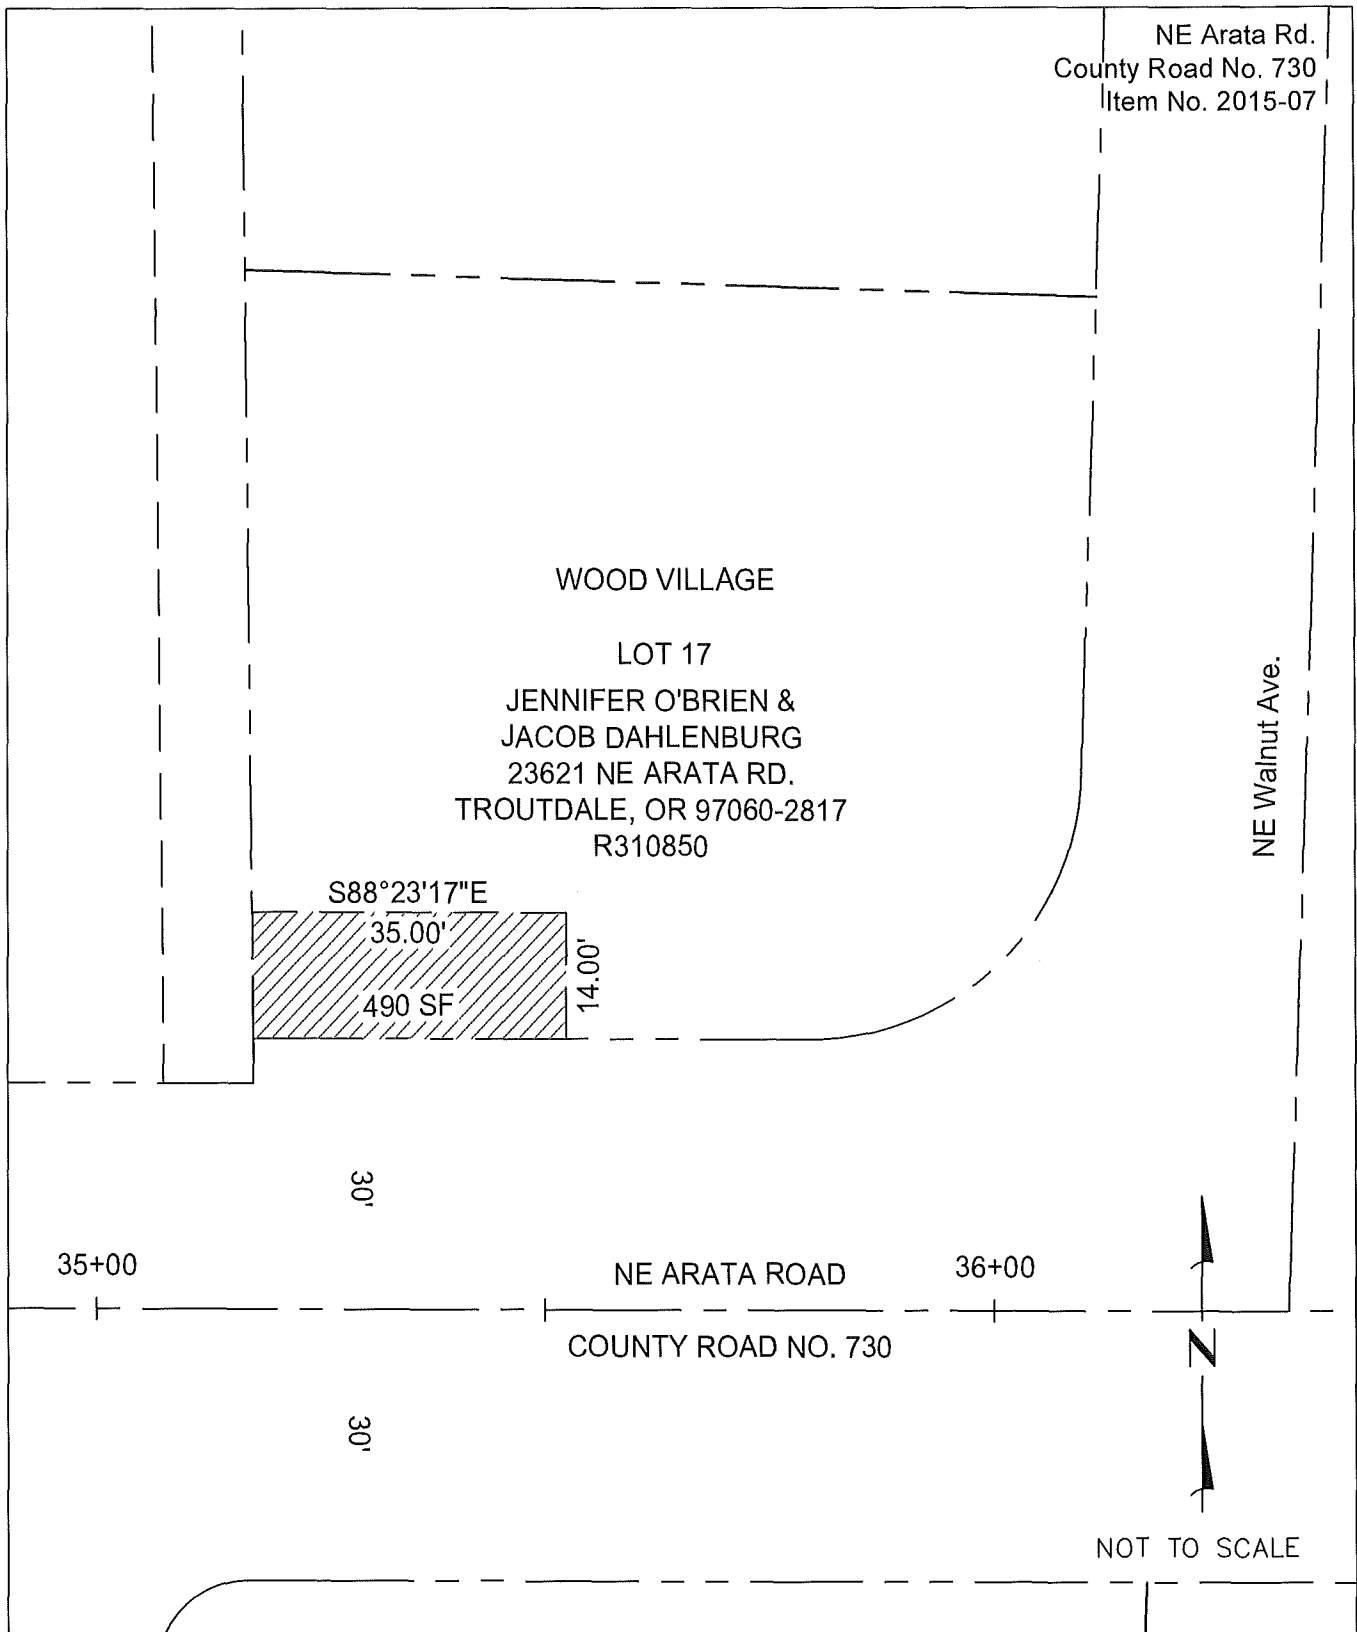 NE Arata Rd.
County Road No. 730
Item No. 2015-07
WOOD VILLAGE
LOT 17
JENNIFER O'BRIEN &
JACOB DAHLENBURG
23621 NE ARATA RD.
TROUTDALE, OR 97060-2817
R310850
NE Walnut Ave.
S88°23'17"E
35.00'
14.00'
490 SF
30'
35+00
NE ARATA ROAD
36+00
COUNTY ROAD NO. 730
N
30'
NOT TO SCALE